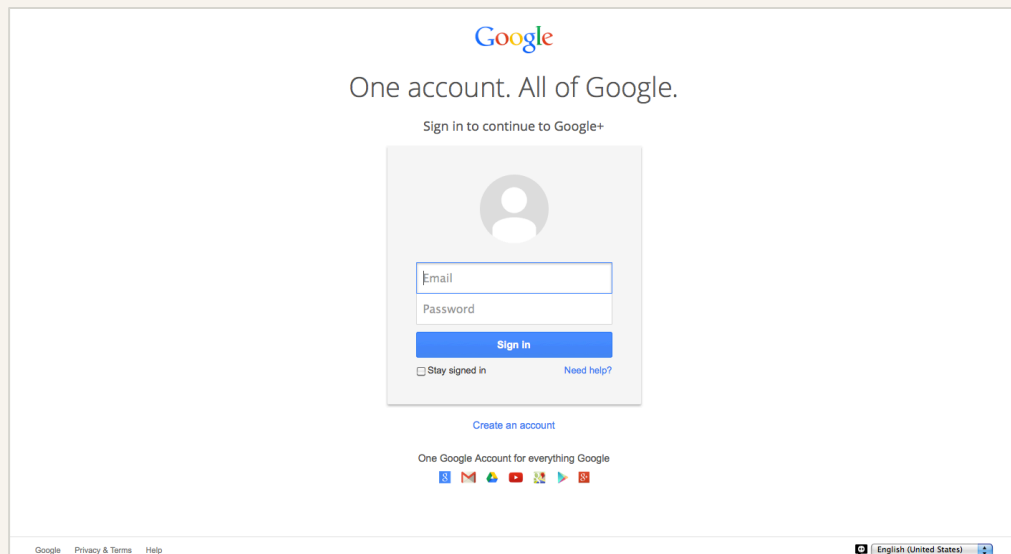 Google
One account. All of Google.
Sign in to continue to Google+
Email
Password
Sign in
Stay signed in Need help?
Create an account
One Google Account for everything Google
Google Privacy & Terms Help English (United States)